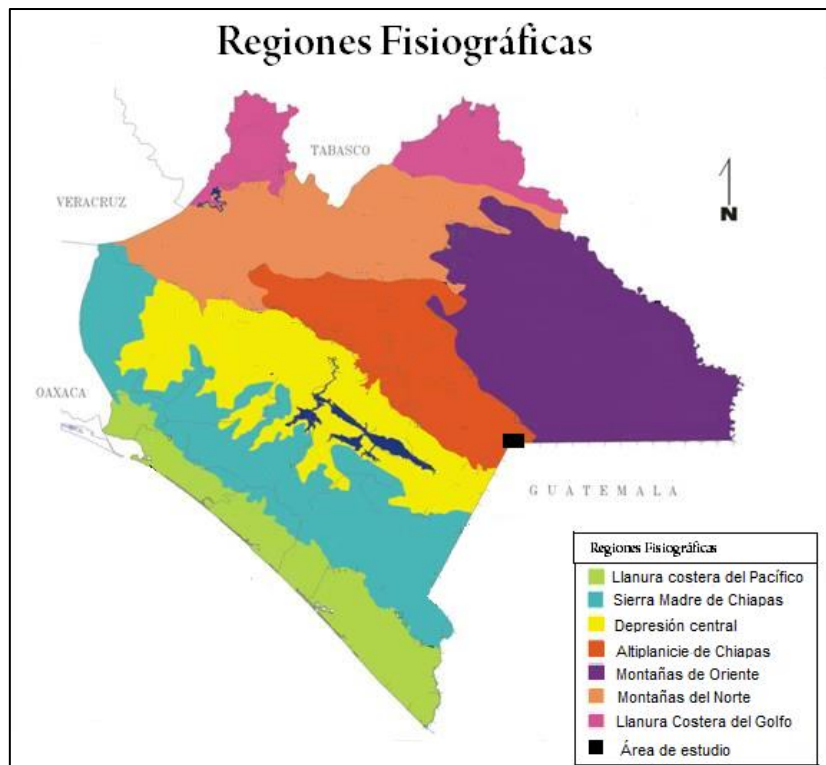 Regiones Fisiográficas
TABASCO
VERACRUZ
N
OAXACA
GUATEMALA
Regiones Fisiográficas
Llanura costera del Pacífico
Sierra Madre de Chiapas
Depresión central
Altiplanicie de Chiapas
Montañas de Oriente
Montañas del Norte
Llanura Costera del Golfo
Área de estudio